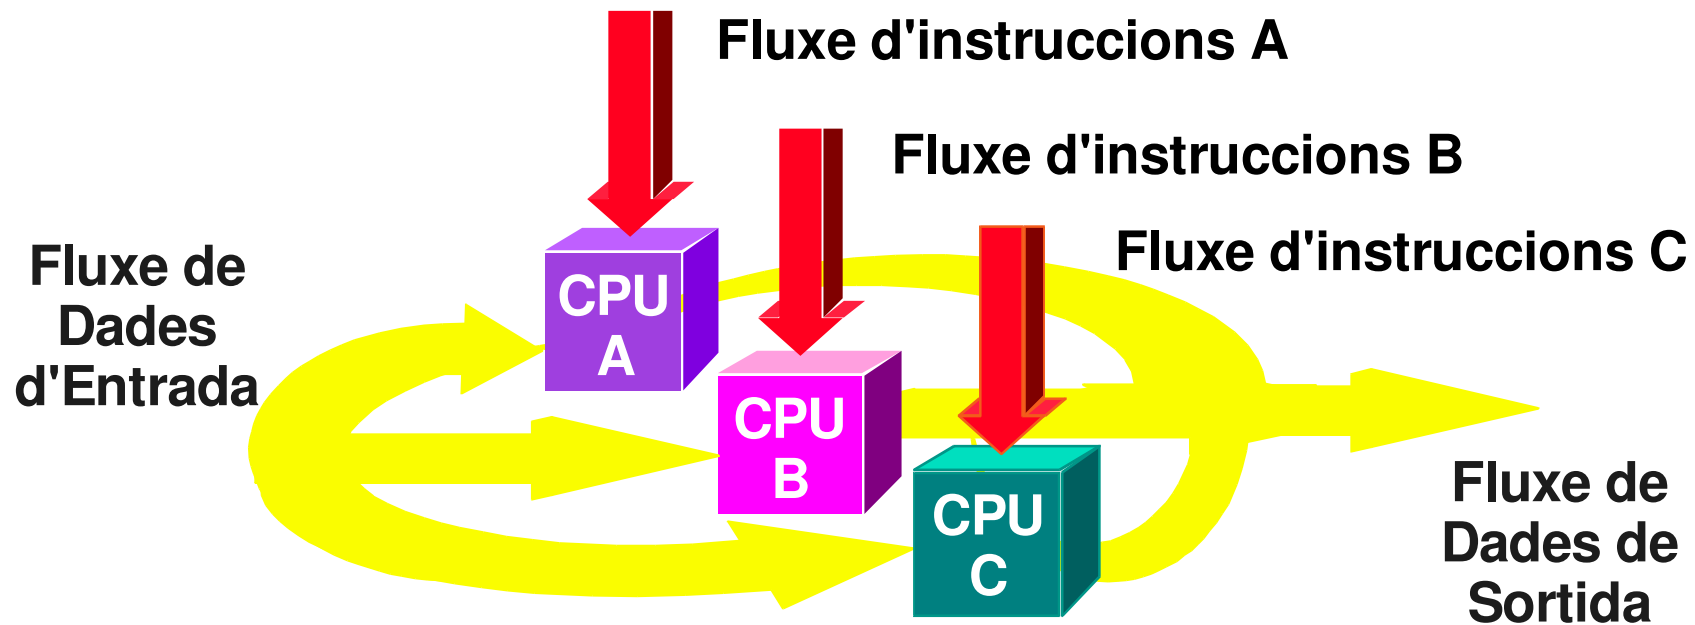 Fluxe d'instruccions A
Fluxe d'instruccions B
Fluxe d'instruccions C
Fluxe de
Dades
d'Entrada
CPU
A
CPU
B
CPU
C
Fluxe de
Dades de
Sortida